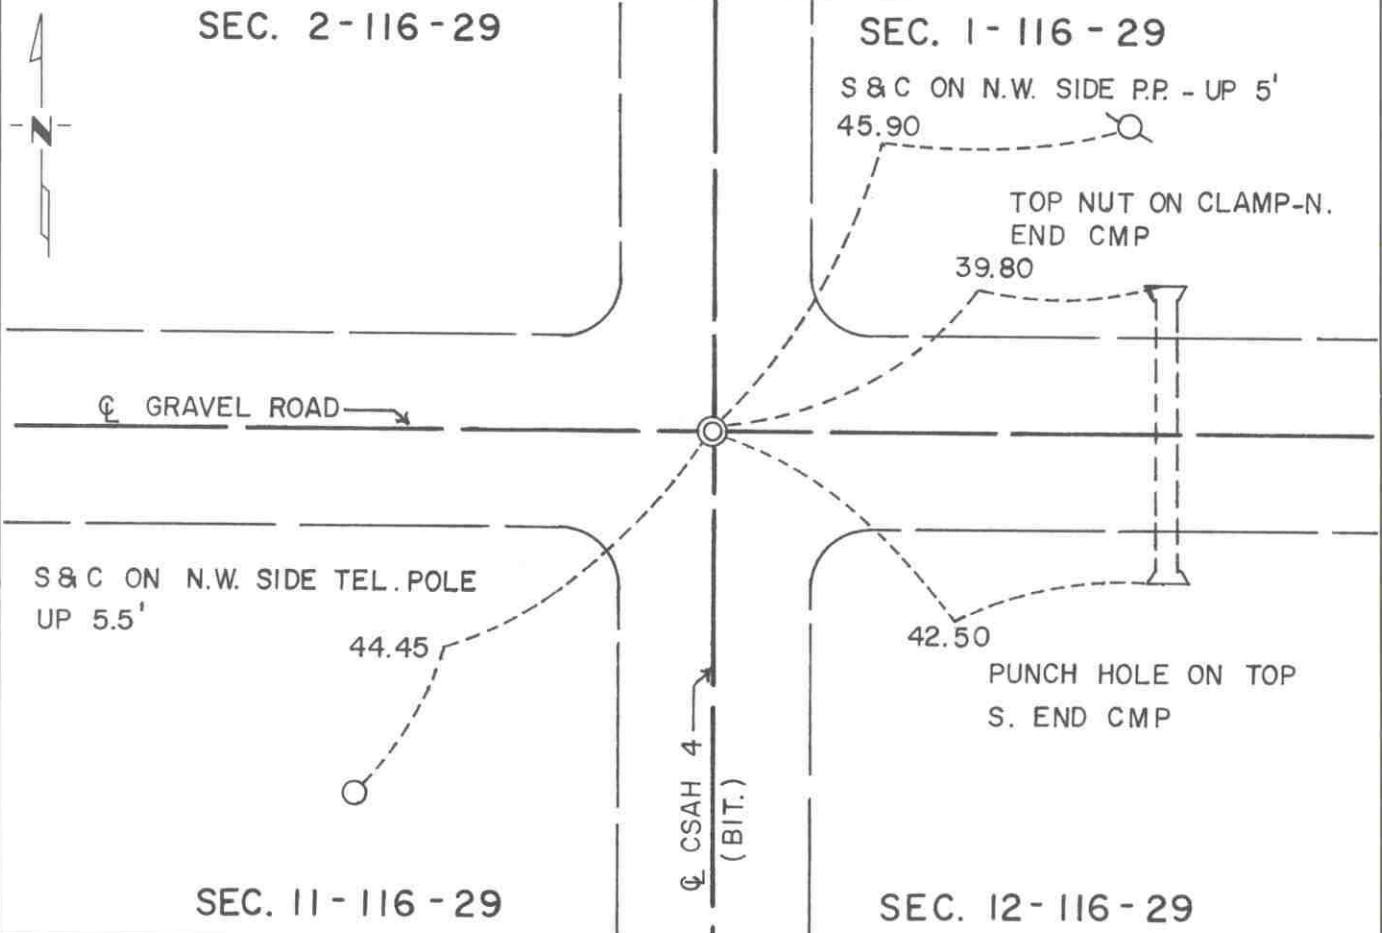 SEC. 2-116-29
SEC. 1-116-29
S & C ON N.W. SIDE P.P. - UP 5'
45.90
N
TOP NUT ON CLAMP-N.
END CMP
39.80
℄ GRAVEL ROAD
S & C ON N.W. SIDE TEL. POLE
UP 5.5'
44.45
42.50
PUNCH HOLE ON TOP
S. END CMP
℄ CSAH 4
(BIT.)
SEC. 11-116-29
SEC. 12-116-29